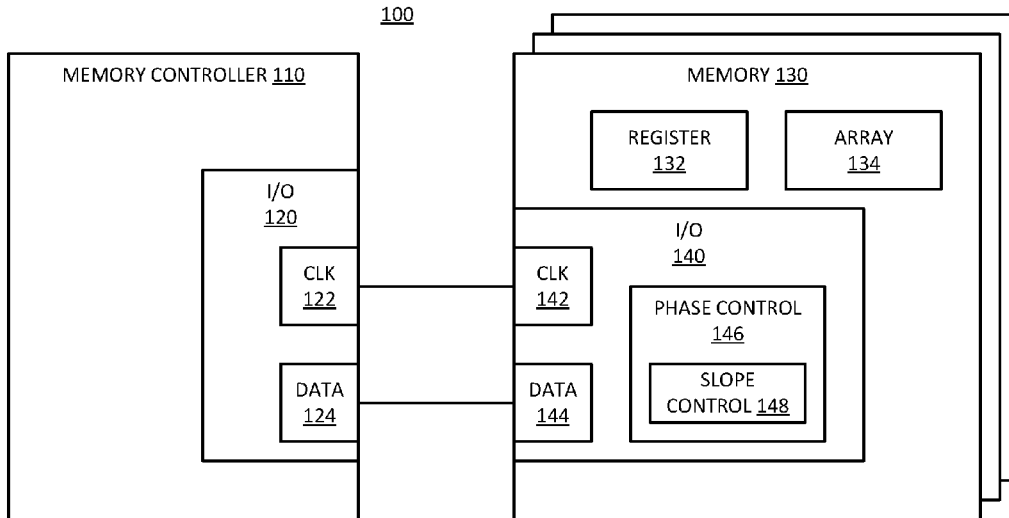 100
MEMORY CONTROLLER 110
I/O
120
CLK
122
DATA
124
MEMORY 130
REGISTER
132
ARRAY
134
I/O
140
CLK
142
DATA
144
PHASE CONTROL
146
SLOPE
CONTROL 148